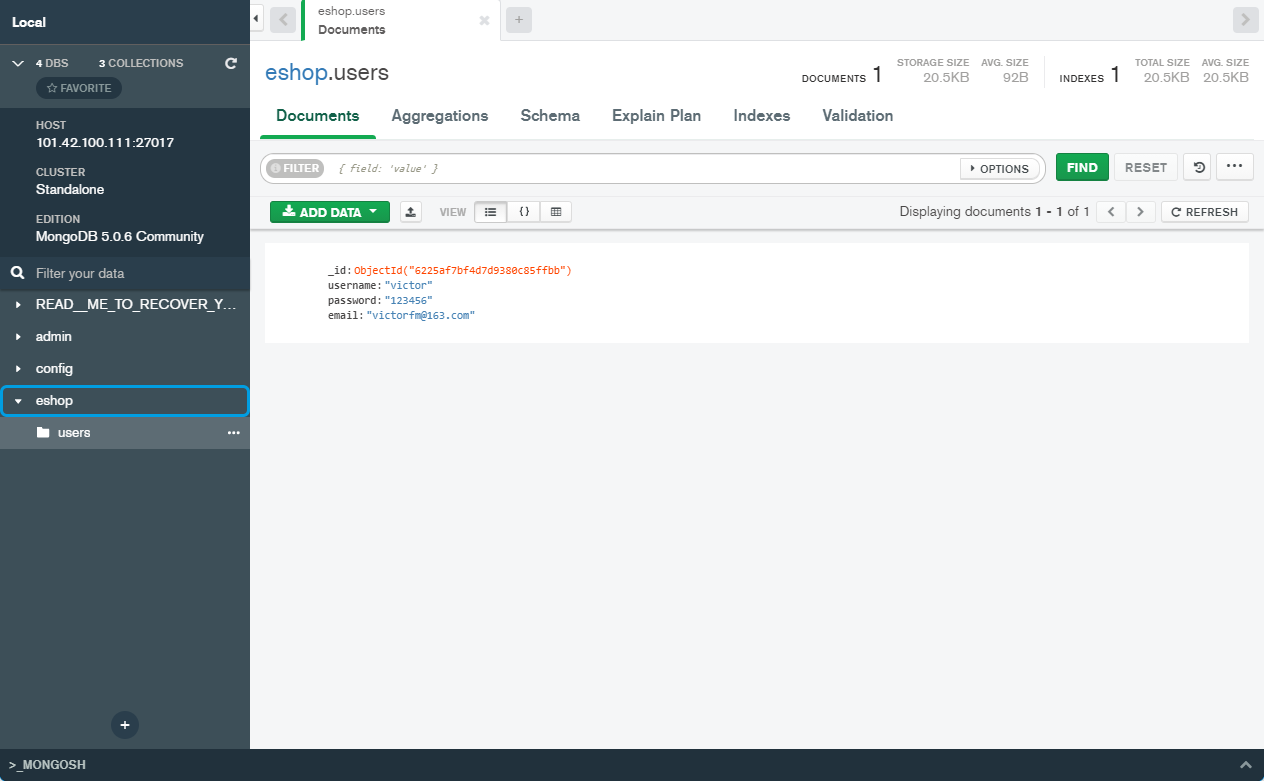 Local
4 DBS 3 COLLECTIONS
FAVORITE
HOST
101.42.100.111:27017
CLUSTER
Standalone
EDITION
MongoDB 5.0.6 Community
Filter your data
READ__ME_TO_RECOVER_Y...
admin
config
eshop
users
>_MONGOSH
eshop.users
Documents
eshop.users
DOCUMENTS 1
STORAGE SIZE
20.5KB
AVG. SIZE
92B
INDEXES 1
TOTAL SIZE
20.5KB
AVG. SIZE
20.5KB
Documents Aggregations Schema Explain Plan Indexes Validation
FILTER { field: 'value' } OPTIONS FIND RESET
ADD DATA VIEW {} Displaying documents 1 - 1 of 1 REFRESH
_id: ObjectId("6225af7bf4d7d9380c85ffbb")
username: "victor"
password: "123456"
email: "victorfm@163.com"